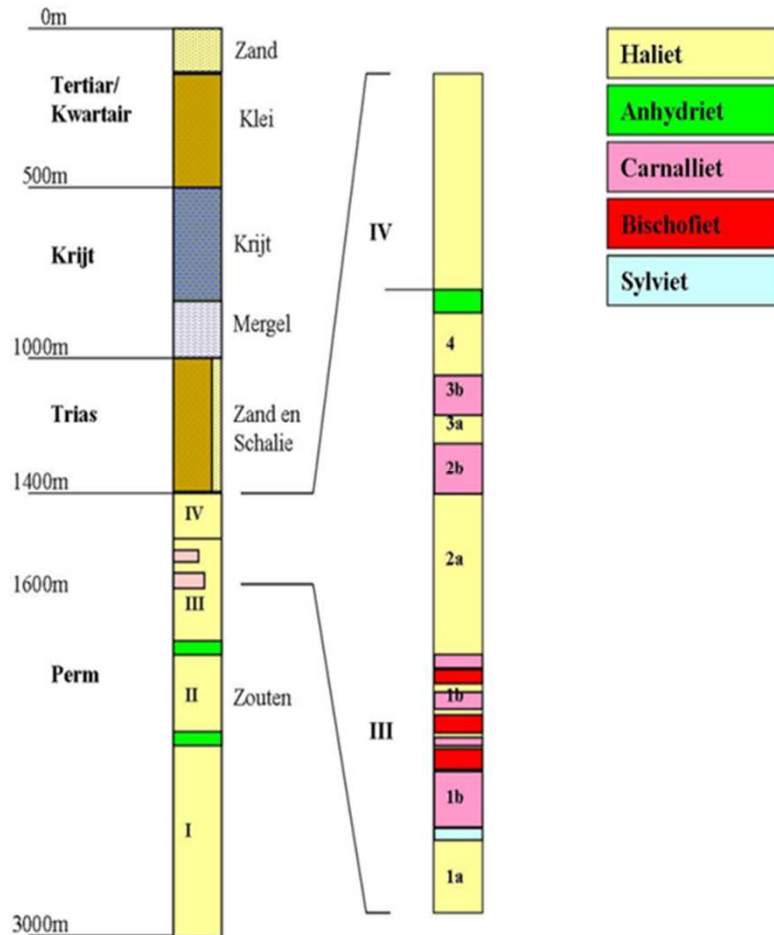 0m
Tertiar/
Kwartair
500m
Krijt
1000m
Trias
1400m
1600m
Perm
3000m
Zand
Klei
Krijt
Mergel
Zand en
Schalie
Zouten
IV
III
II
I
IV
III
4
3b
3a
2b
2a
1b
1b
1a
Haliet
Anhydriet
Carnalliet
Bischofiet
Sylviet